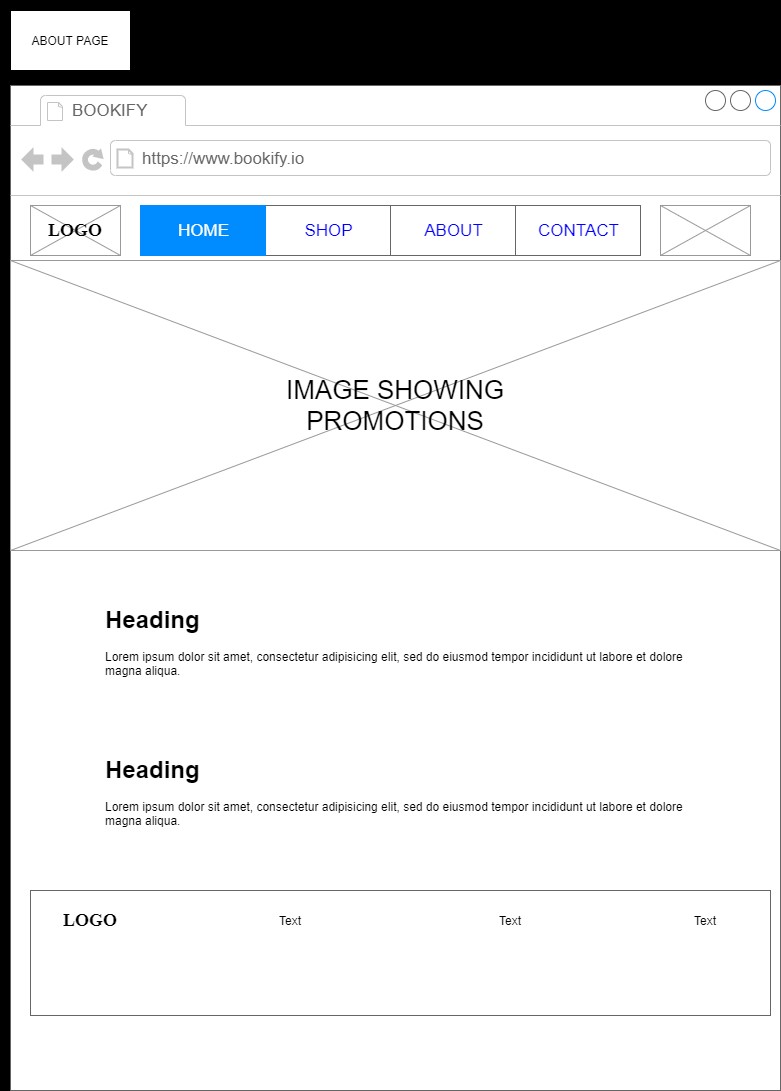 ABOUT PAGE
BOOKIFY
https://www.bookify.io
LOGO HOME SHOP ABOUT CONTACT
IMAGE SHOWING
PROMOTIONS
Heading
Lorem ipsum dolor sit amet, consectetur adipisicing elit, sed do eiusmod tempor incididunt ut labore et dolore
magna aliqua.
Heading
Lorem ipsum dolor sit amet, consectetur adipisicing elit, sed do eiusmod tempor incididunt ut labore et dolore
magna aliqua.
LOGO Text Text Text